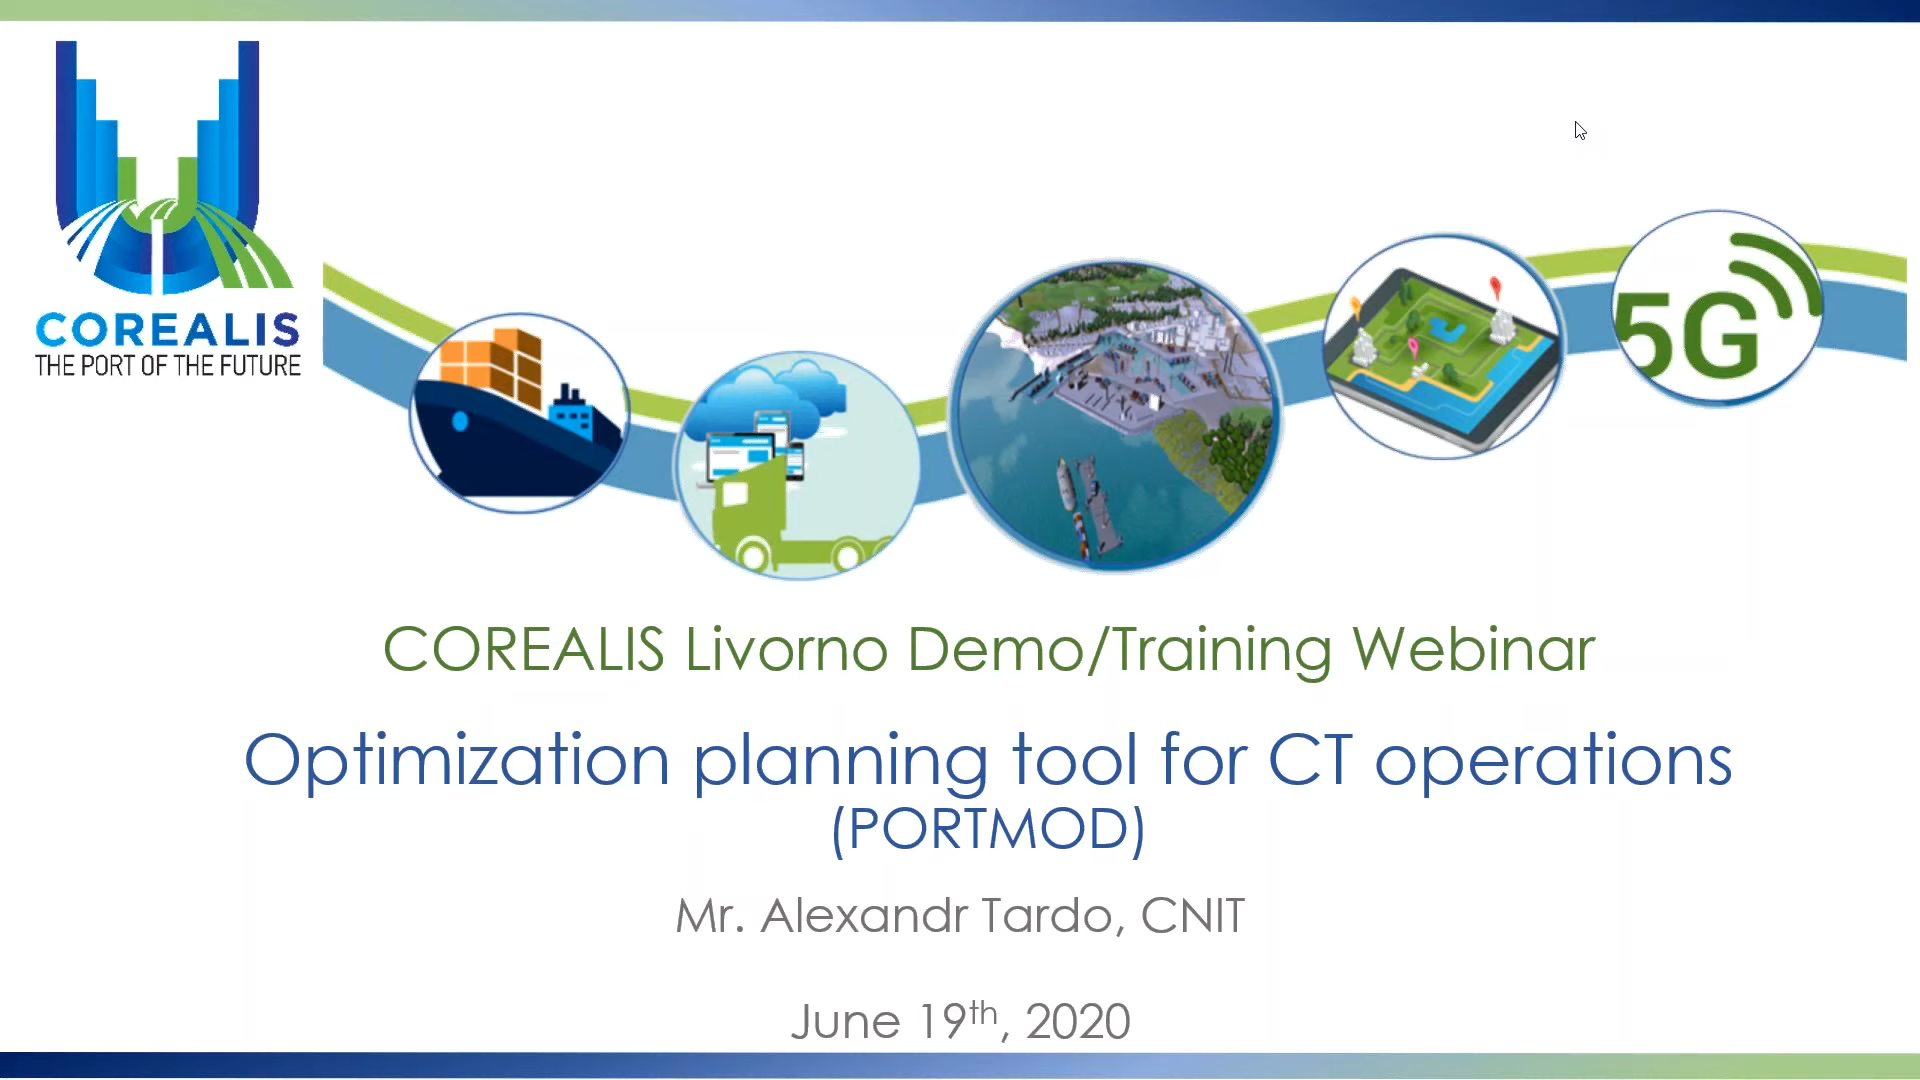 COREALIS
THE PORT OF THE FUTURE
5G
COREALIS Livorno Demo/Training Webinar
Optimization planning tool for CT operations
(PORTMOD)
Mr. Alexandr Tardo, CNIT
June 19th, 2020